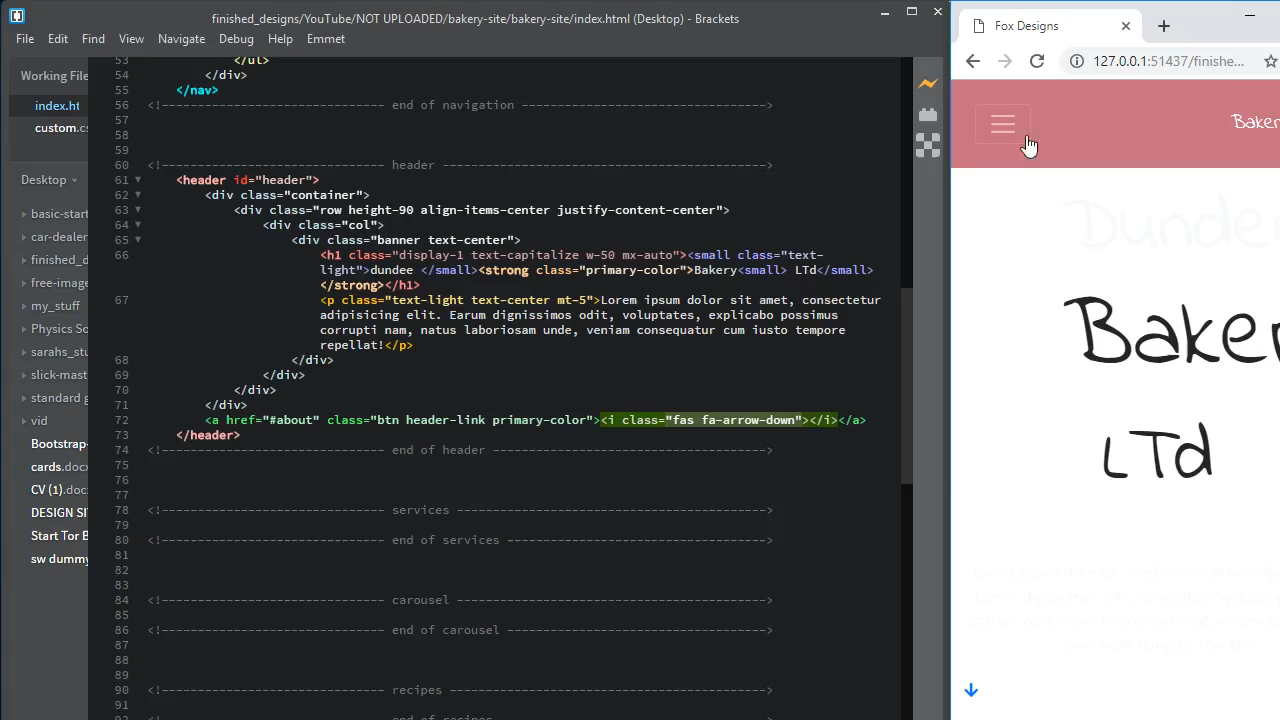 finished_designs/YouTube/NOT UPLOADED/bakery-site/bakery-site/index.html (Desktop) - Brackets
File Edit Find View Navigate Debug Help Emmet
Working File
index.ht
custom.cs
Desktop
basic-start
car-dealer
finished_d
free-image
my_stuff
Physics So
sarahs_stu
slick-mast
standard g
vid
Bootstrap-
cards.docx
CV (1).docx
DESIGN SIT
Start Tor B
sw dummy
53 </ul>
54 </div>
55 </nav>
56 <!-------------------------- end of navigation -------------------------->
57
58
59
60 <!-------------------------- header -------------------------->
61 <header id="header">
62 <div class="container">
63 <div class="row height-90 align-items-center justify-content-center">
64 <div class="col">
65 <div class="banner text-center">
66 <h1 class="display-1 text-capitalize w-50 mx-auto"><small class="text-
light">dundee </small><strong class="primary-color">Bakery<small> LTd</small>
</strong></h1>
67 <p class="text-light text-center mt-5">Lorem ipsum dolor sit amet, consectetur
adipisicing elit. Earum dignissimos odit, voluptates, explicabo possimus
corrupti nam, natus laboriosam unde, veniam consequatur cum iusto tempore
repellat!</p>
68 </div>
69 </div>
70 </div>
71 </div>
72 <a href="#about" class="btn header-link primary-color"><i class="fas fa-arrow-down"></i></a>
73 </header>
74 <!-------------------------- end of header -------------------------->
75
76
77
78 <!-------------------------- services -------------------------->
79
80 <!-------------------------- end of services -------------------------->
81
82
83
84 <!-------------------------- carousel -------------------------->
85
86 <!-------------------------- end of carousel -------------------------->
87
88
89
90 <!-------------------------- recipes -------------------------->
91
Fox Designs
127.0.0.1:51437/finishe...
Baker
Dundee
Baker
LTd